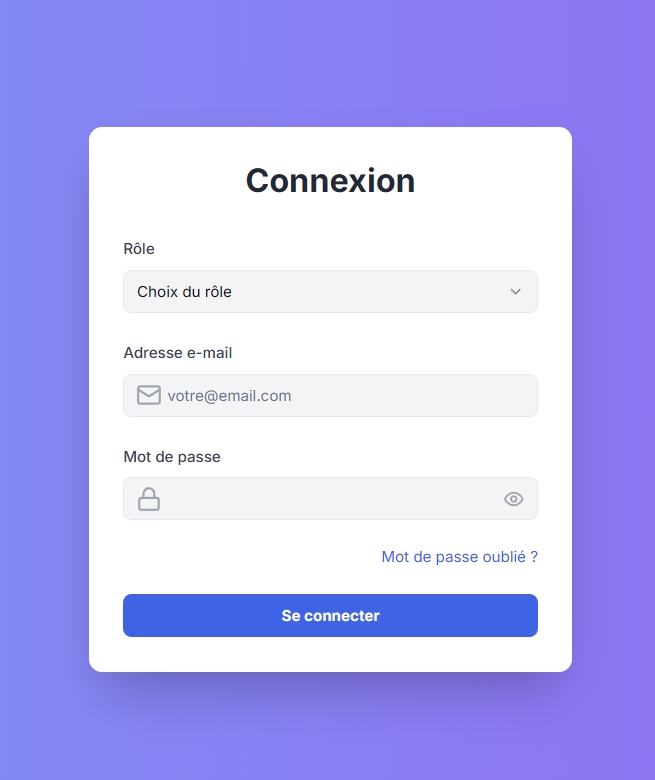 Connexion
Rôle
Choix du rôle
Adresse e-mail
votre@email.com
Mot de passe
Mot de passe oublié ?
Se connecter